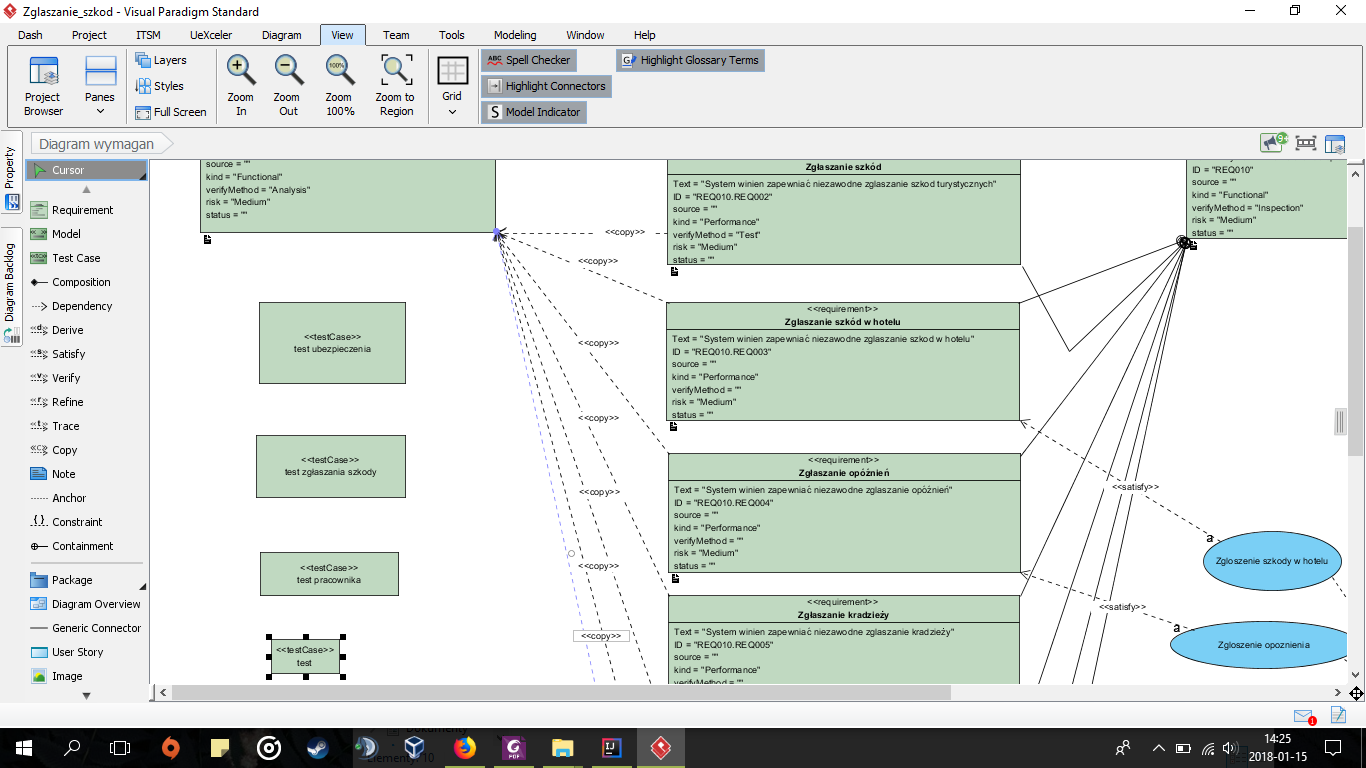 Zglaszanie_szkod - Visual Paradigm Standard
Dash Project ITSM UeXceler Diagram View Team Tools Modeling Window Help
Project Browser
Panes
Layers
Styles
Full Screen
Zoom In
Zoom Out
100%
Zoom 100%
Zoom to Region
Grid
ABC Spell Checker
Highlight Connectors
S Model Indicator
G Highlight Glossary Terms
Diagram wymagan
9+
Property
Diagram Backlog
Cursor
Requirement
Model
Test Case
Composition
Dependency
Derive
Satisfy
Verify
Refine
Trace
Copy
Note
Anchor
Constraint
Containment
Package
Diagram Overview
Generic Connector
User Story
Image
source = ""
kind = "Functional"
verifyMethod = "Analysis"
risk = "Medium"
status = ""
<<testCase>>
test ubezpieczenia
<<testCase>>
test zgłaszania szkody
<<testCase>>
test pracownika
<<testCase>>
test
<<copy>>
<<copy>>
<<copy>>
<<copy>>
<<copy>>
<<copy>>
<<copy>>
Zgłaszanie szkód
Text = "System winien zapewniać niezawodne zglaszanie szkod turystycznych"
ID = "REQ010.REQ002"
source = ""
kind = "Performance"
verifyMethod = "Test"
risk = "Medium"
status = ""
<<requirement>>
Zgłaszanie szkód w hotelu
Text = "System winien zapewniać niezawodne zglaszanie szkod w hotelu"
ID = "REQ010.REQ003"
source = ""
kind = "Performance"
verifyMethod = ""
risk = "Medium"
status = ""
<<requirement>>
Zgłaszanie opóźnień
Text = "System winien zapewniać niezawodne zglaszanie opóźnień"
ID = "REQ010.REQ004"
source = ""
kind = "Performance"
verifyMethod = ""
risk = "Medium"
status = ""
<<requirement>>
Zgłaszanie kradzieży
Text = "System winien zapewniać niezawodne zglaszanie kradzieży"
ID = "REQ010.REQ005"
source = ""
kind = "Performance"
verifyMethod = ""
ID = "REQ010"
source = ""
kind = "Functional"
verifyMethod = "Inspection"
risk = "Medium"
status = ""
<<satisfy>>
a
Zgloszenie szkody w hotelu
<<satisfy>>
a
Zgloszenie opoznienia
1
Dokumenty
Elementy: 10
PDF
IJ
14:25
2018-01-15